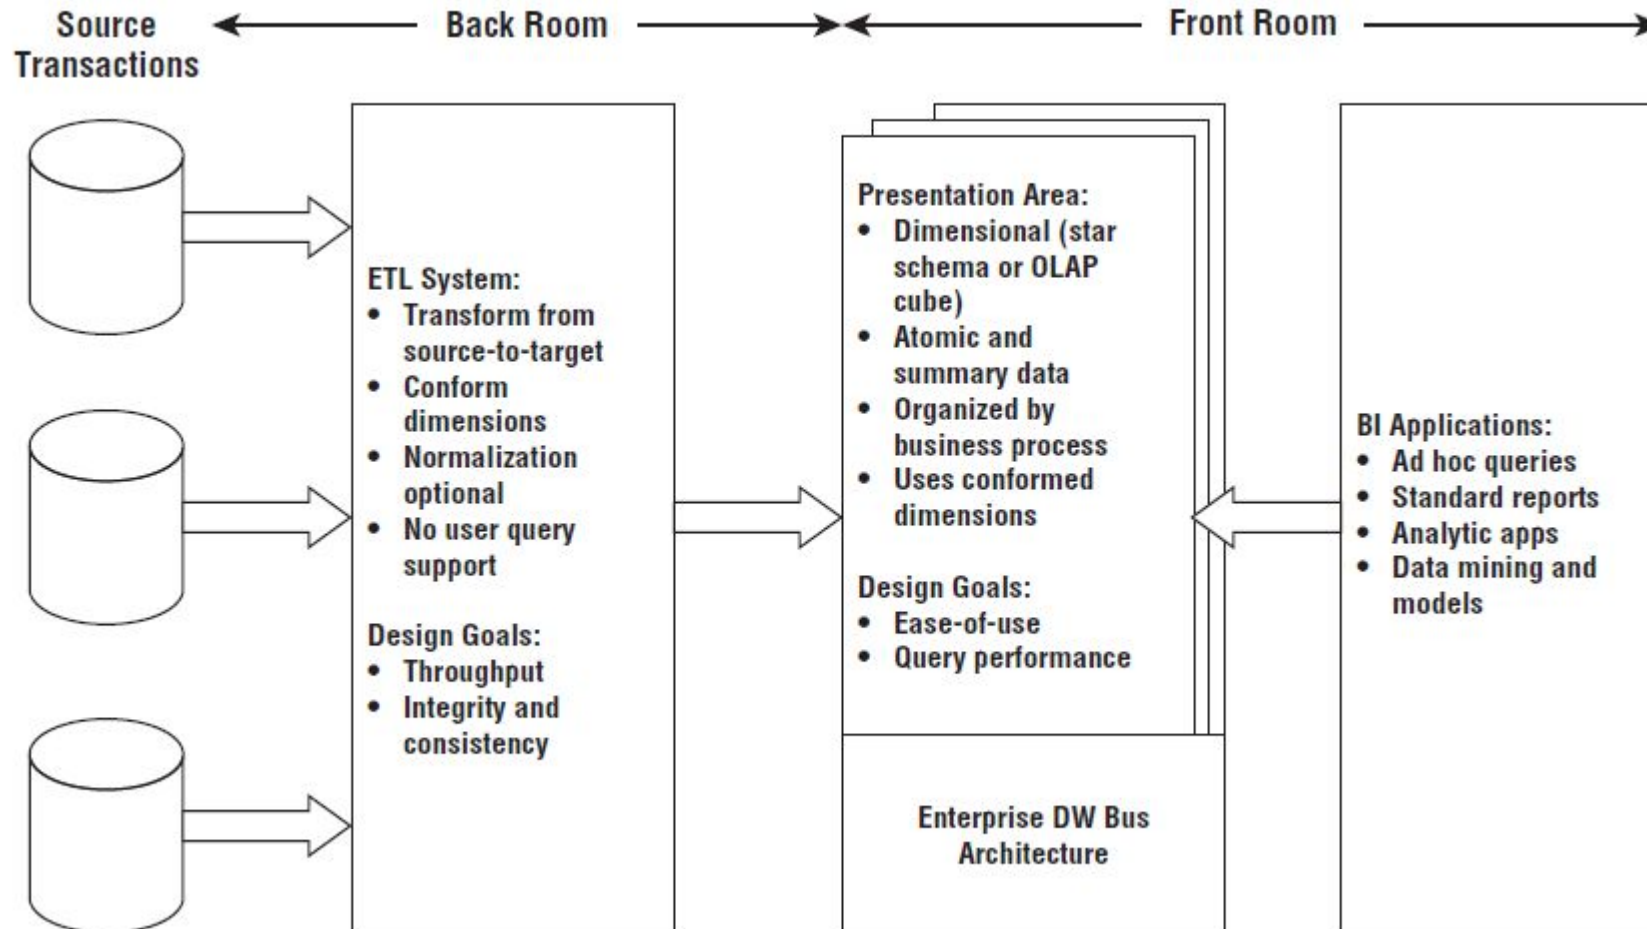 Source
Transactions
Back Room
Front Room
ETL System:
• Transform from
source-to-target
• Conform
dimensions
• Normalization
optional
• No user query
support
Design Goals:
• Throughput
• Integrity and
consistency
Presentation Area:
• Dimensional (star
schema or OLAP
cube)
• Atomic and
summary data
• Organized by
business process
• Uses conformed
dimensions
Design Goals:
• Ease-of-use
• Query performance
Enterprise DW Bus
Architecture
BI Applications:
• Ad hoc queries
• Standard reports
• Analytic apps
• Data mining and
models